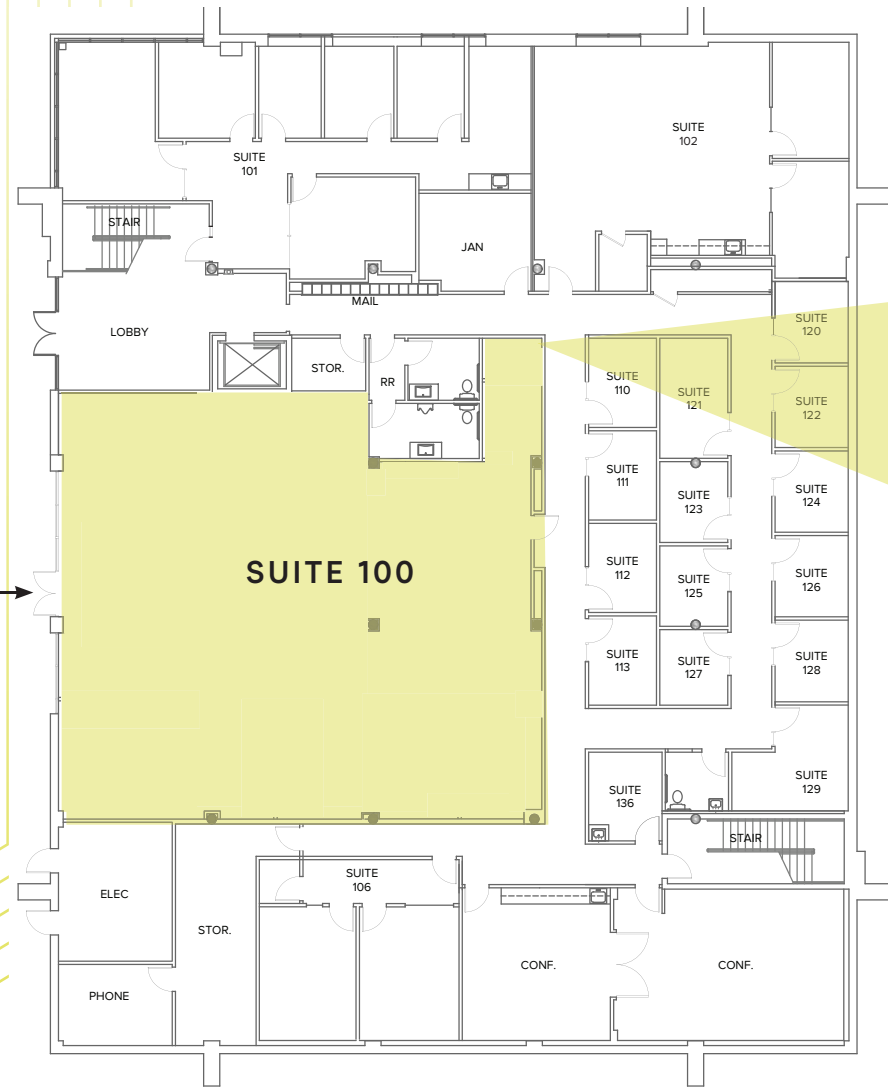 SUITE
101
SUITE
102
STAIR
JAN
MAIL
LOBBY
SUITE
120
STOR.
RR
SUITE
110
SUITE
121
SUITE
122
SUITE
111
SUITE
123
SUITE
124
SUITE 100
SUITE
112
SUITE
125
SUITE
126
SUITE
113
SUITE
127
SUITE
128
SUITE
129
SUITE
136
STAIR
SUITE
106
ELEC
STOR.
CONF.
CONF.
PHONE